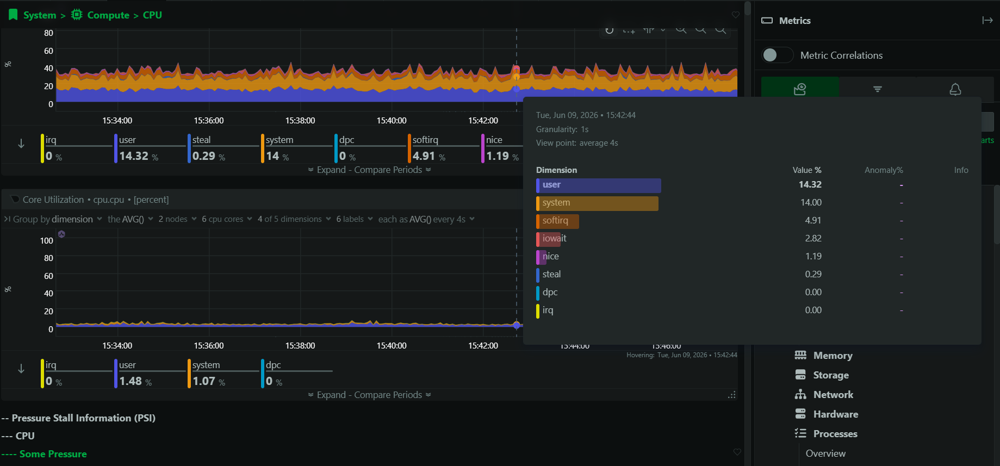 System > Compute > CPU
Metrics
Metric Correlations
80
60
40
20
0
%
15:34:00 15:36:00 15:38:00 15:40:00 15:42:00
irq user steal system dpc softirq nice
0 % 14.32 % 0.29 % 14 % 0 % 4.91 % 1.19 %
Expand - Compare Periods
arts
Tue, Jun 09, 2026 • 15:42:44
Granularity: 1s
View point: average 4s
Dimension Value % Anomaly% Info
user 14.32 -
system 14.00 -
softirq 4.91 -
iowait 2.82 -
nice 1.19 -
steal 0.29 -
dpc 0.00 -
irq 0.00 -
Core Utilization • cpu.cpu • [percent]
Group by dimension the AVG() 2 nodes 6 cpu cores 4 of 5 dimensions 6 labels each as AVG() every 4s
100
80
60
40
20
0
%
15:34:00 15:36:00 15:38:00 15:40:00 15:42:00 15:44:00 15:46:00
Hovering: Tue, Jun 09, 2026 • 15:42:44
irq user system dpc
0 % 1.48 % 1.07 % 0 %
Expand - Compare Periods
-- Pressure Stall Information (PSI)
--- CPU
---- Some Pressure
Memory
Storage
Network
Hardware
Processes
Overview